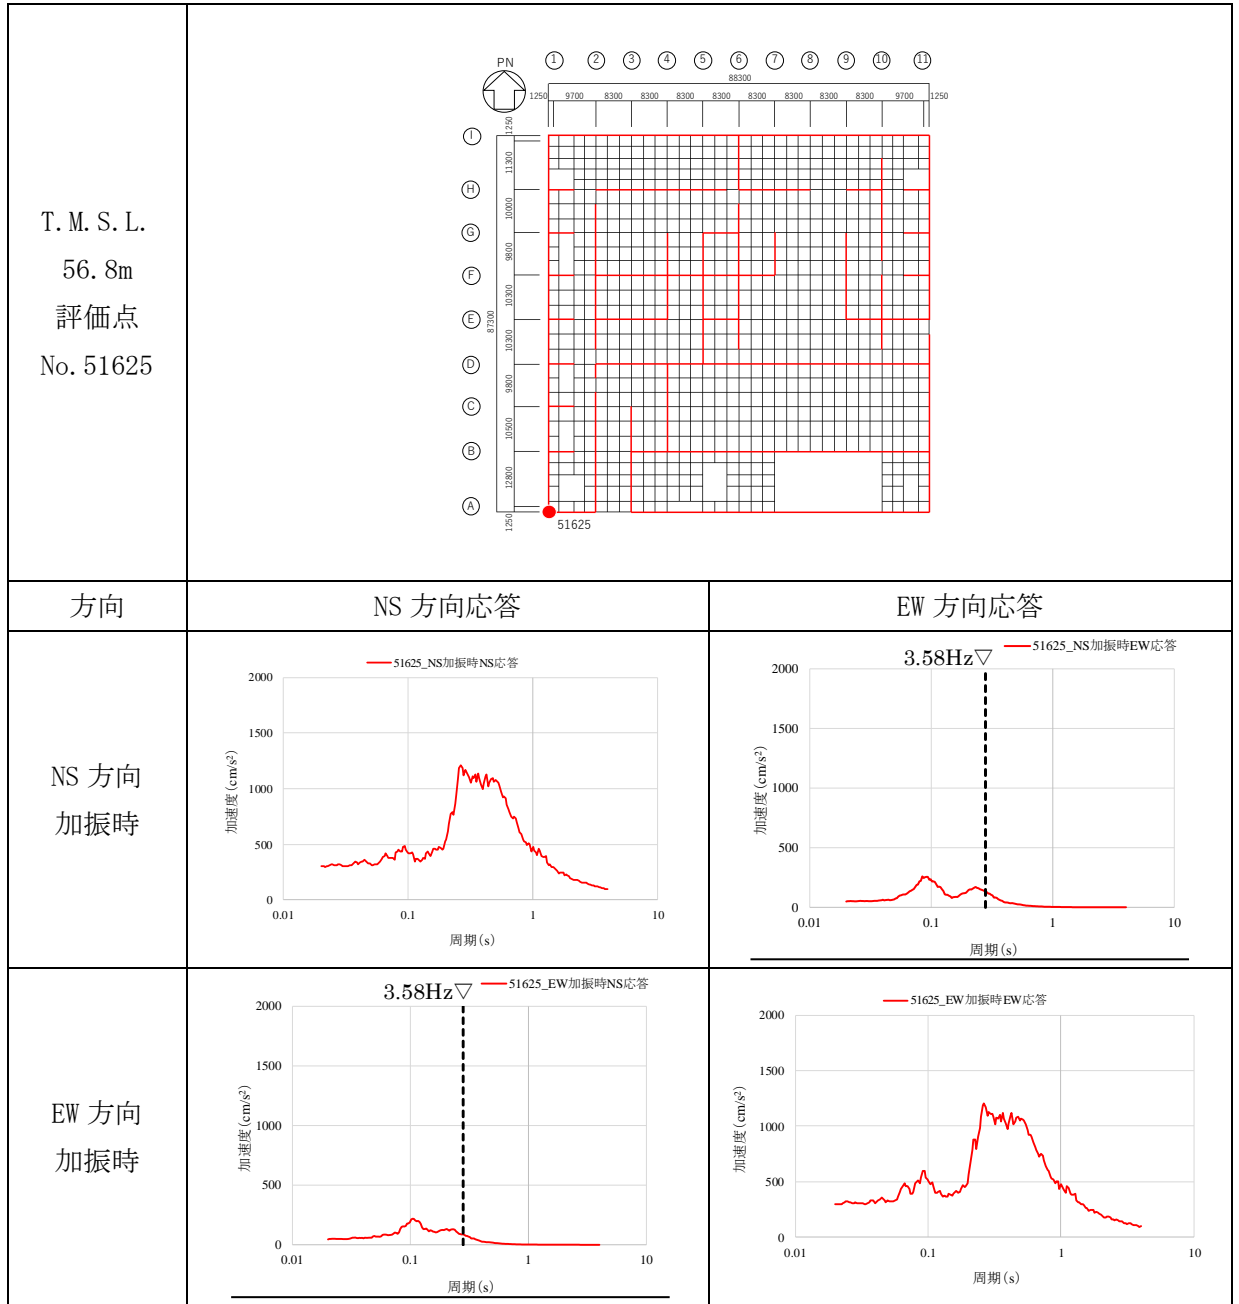 T.M.S.L.
56.8m
評価点
No.51625
PN
1 2 3 4 5 6 7 8 9 10 11
88300
1250 9700 8300 8300 8300 8300 8300 8300 8300 8300 9700 1250
I
H
G
F
E
D
C
B
A
1250
11300
10000
9800
10300
10300
9800
10500
12800
1250
87300
51625
方向
NS 方向応答
EW 方向応答
NS 方向
加振時
51625_NS加振時NS応答
2000
1500
1000
500
0
加速度(cm/s²)
0.01 0.1 1 10
周期(s)
3.58Hz▽
51625_NS加振時EW応答
2000
1500
1000
500
0
加速度(cm/s²)
0.01 0.1 1 10
周期(s)
EW 方向
加振時
3.58Hz▽
51625_EW加振時NS応答
2000
1500
1000
500
0
加速度(cm/s²)
0.01 0.1 1 10
周期(s)
51625_EW加振時EW応答
2000
1500
1000
500
0
加速度(cm/s²)
0.01 0.1 1 10
周期(s)